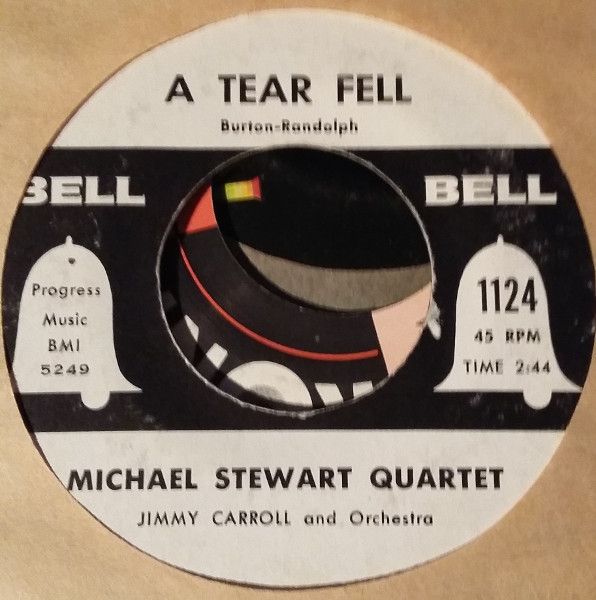 A TEAR FELL
Burton-Randolph
BELL BELL
Progress
Music
BMI
5249
1124
45 RPM
TIME 2:44
MICHAEL STEWART QUARTET
JIMMY CARROLL and Orchestra